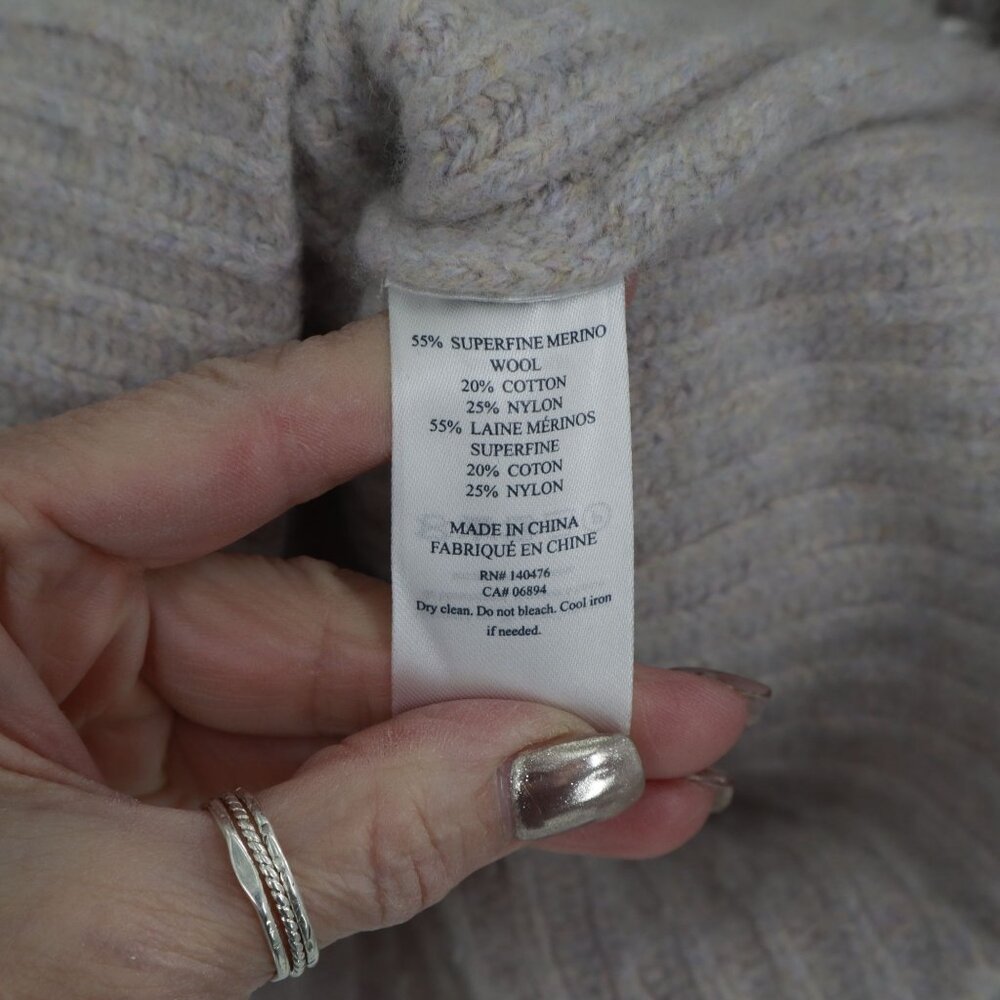 55% SUPERFINE MERINO
WOOL
20% COTTON
25% NYLON
55% LAINE MÉRINOS
SUPERFINE
20% COTON
25% NYLON
MADE IN CHINA
FABRIQUÉ EN CHINE
RN# 140476
CA# 06894
Dry clean. Do not bleach. Cool iron
if needed.